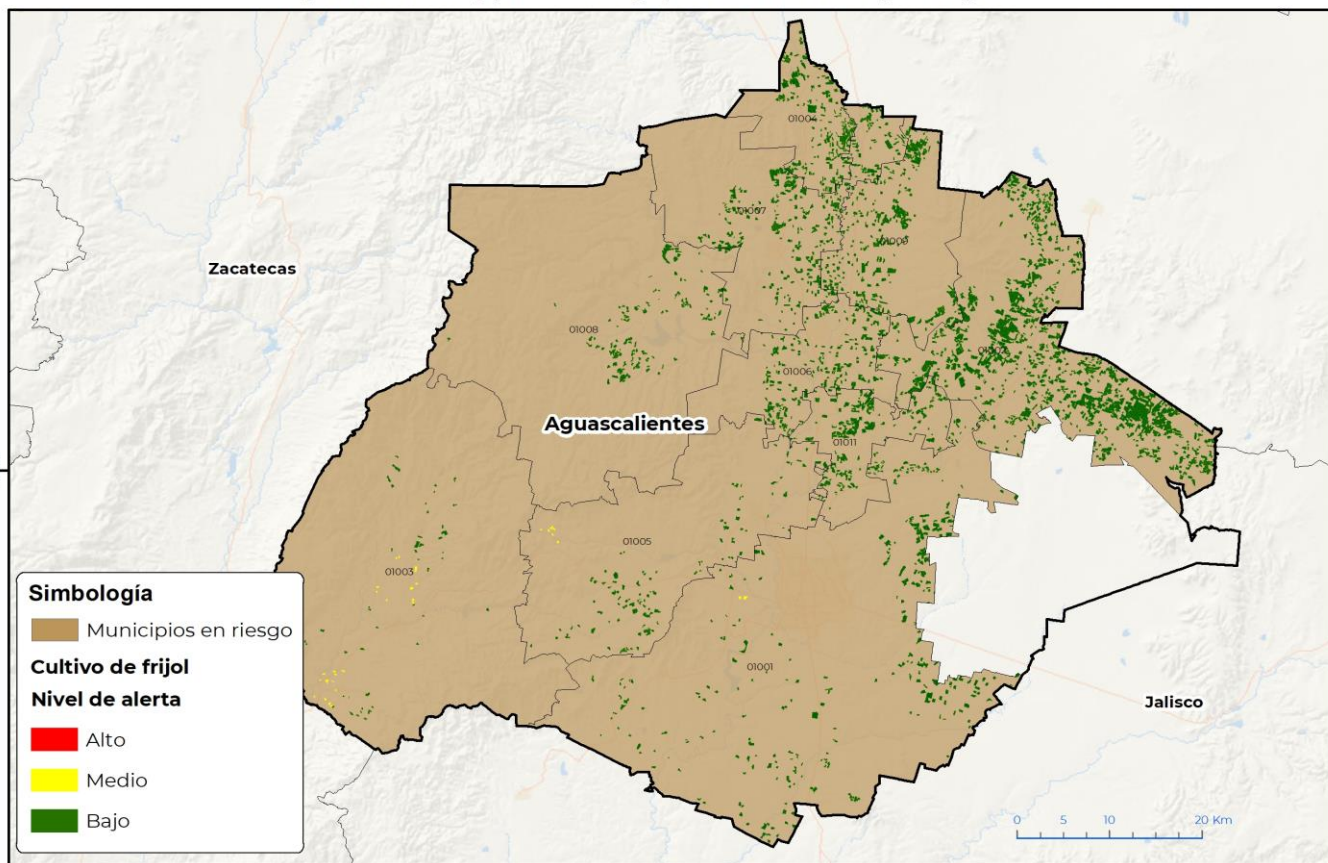 01004
01007
01009
Zacatecas
01008
01006
Aguascalientes
01011
01005
01003
01001
Jalisco
Simbología
Municipios en riesgo
Cultivo de frijol
Nivel de alerta
Alto
Medio
Bajo
0 5 10 20 Km